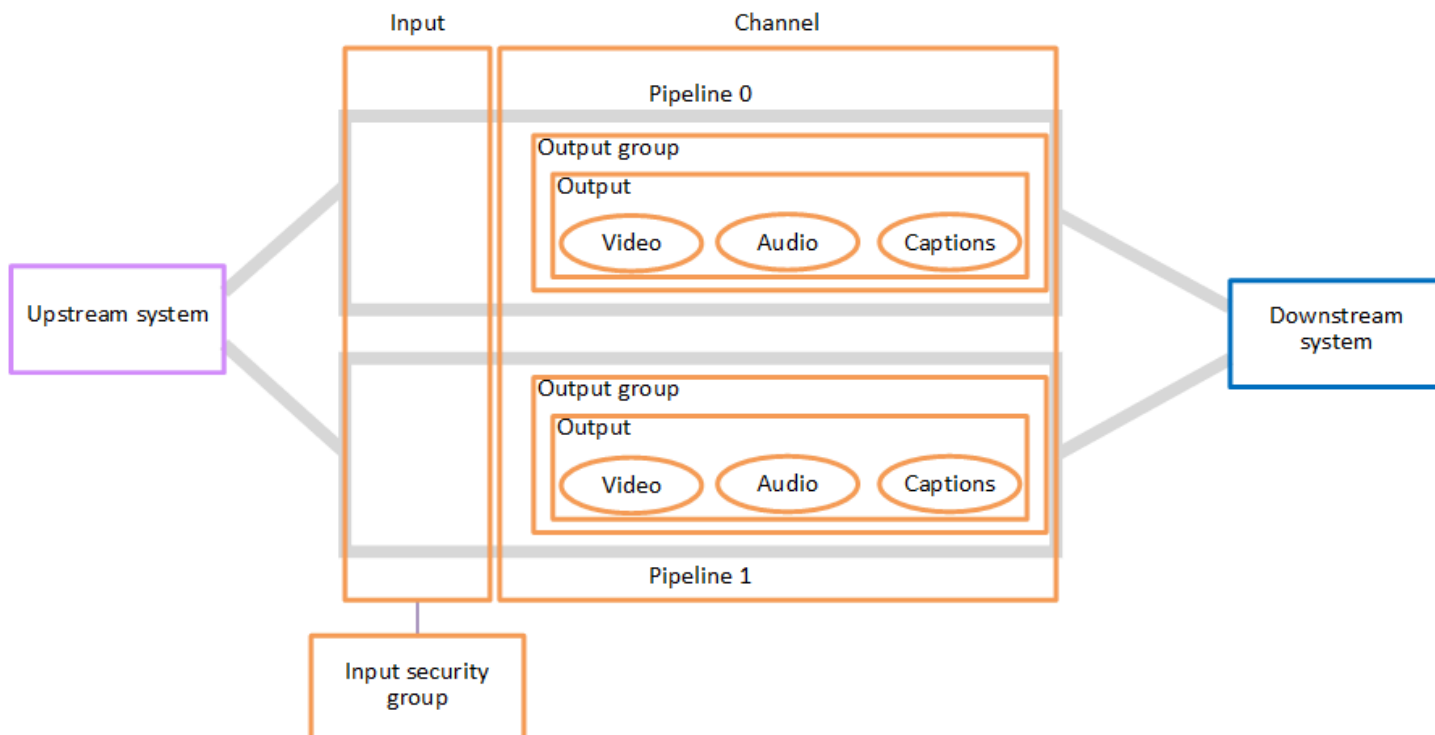 Input
Channel
Pipeline 0
Output group
Output
Video
Audio
Captions
Upstream system
Downstream
system
Output group
Output
Video
Audio
Captions
Pipeline 1
Input security
group